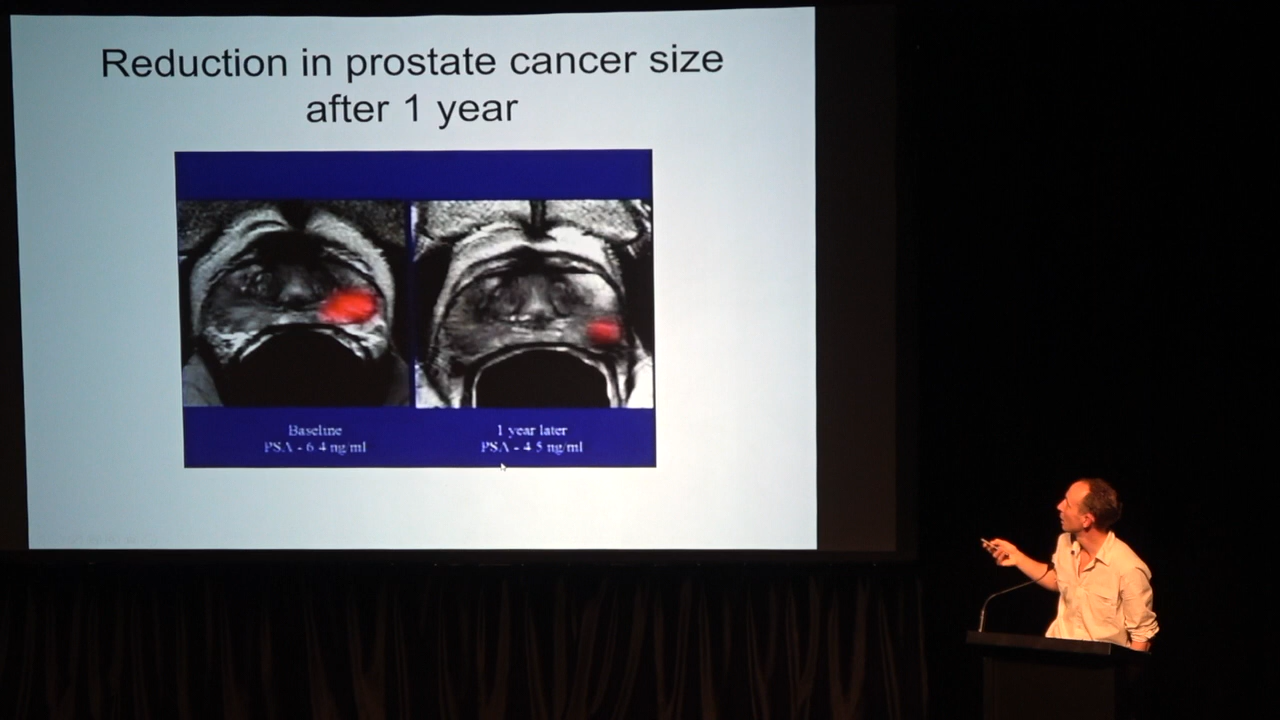 Reduction in prostate cancer size
after 1 year
Baseline
PSA - 6 4 ng/ml
1 year later
PSA - 4 5 ng/ml